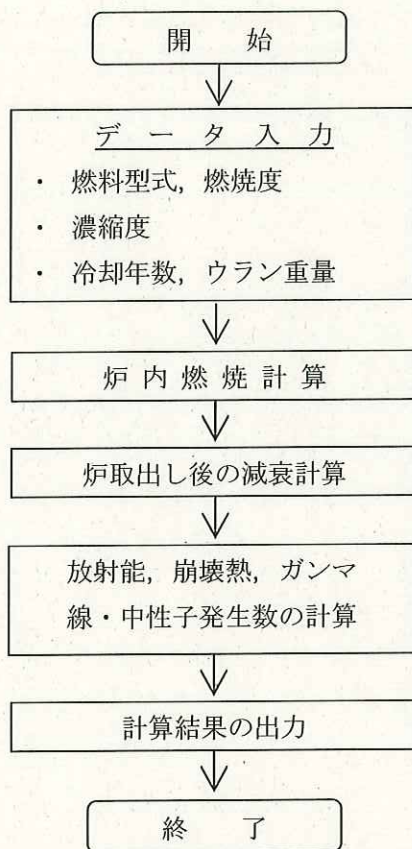 開 始
データ入力
・ 燃料型式, 燃焼度
・ 濃縮度
・ 冷却年数, ウラン重量
炉内燃焼計算
炉取出し後の減衰計算
放射能, 崩壊熱, ガンマ
線・中性子発生数の計算
計算結果の出力
終 了